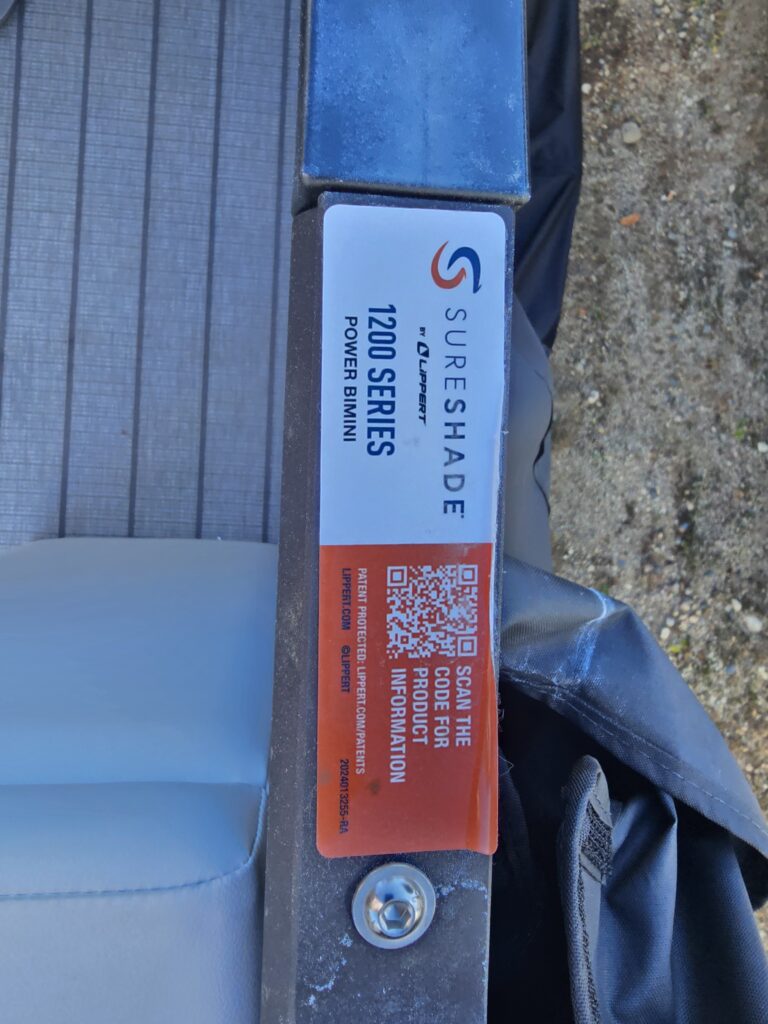 SURESHADE®
BY LIPPERT
1200 SERIES
POWER BIMINI
SCAN THE
CODE FOR
PRODUCT
INFORMATION
PATENT PROTECTED: LIPPERT.COM/PATENTS
LIPPERT.COM ©LIPPERT 2024013255-RA